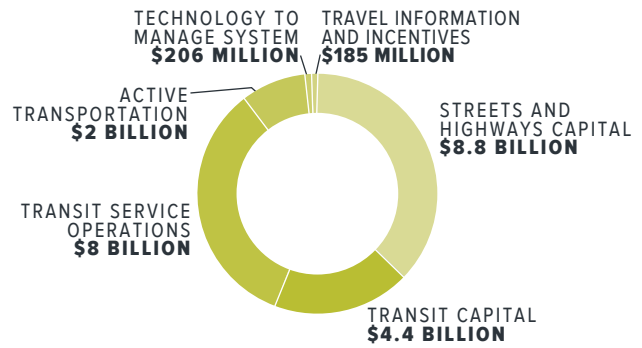 TECHNOLOGY TO
MANAGE SYSTEM
$206 MILLION
TRAVEL INFORMATION
AND INCENTIVES
$185 MILLION
ACTIVE
TRANSPORTATION
$2 BILLION
STREETS AND
HIGHWAYS CAPITAL
$8.8 BILLION
TRANSIT SERVICE
OPERATIONS
$8 BILLION
TRANSIT CAPITAL
$4.4 BILLION